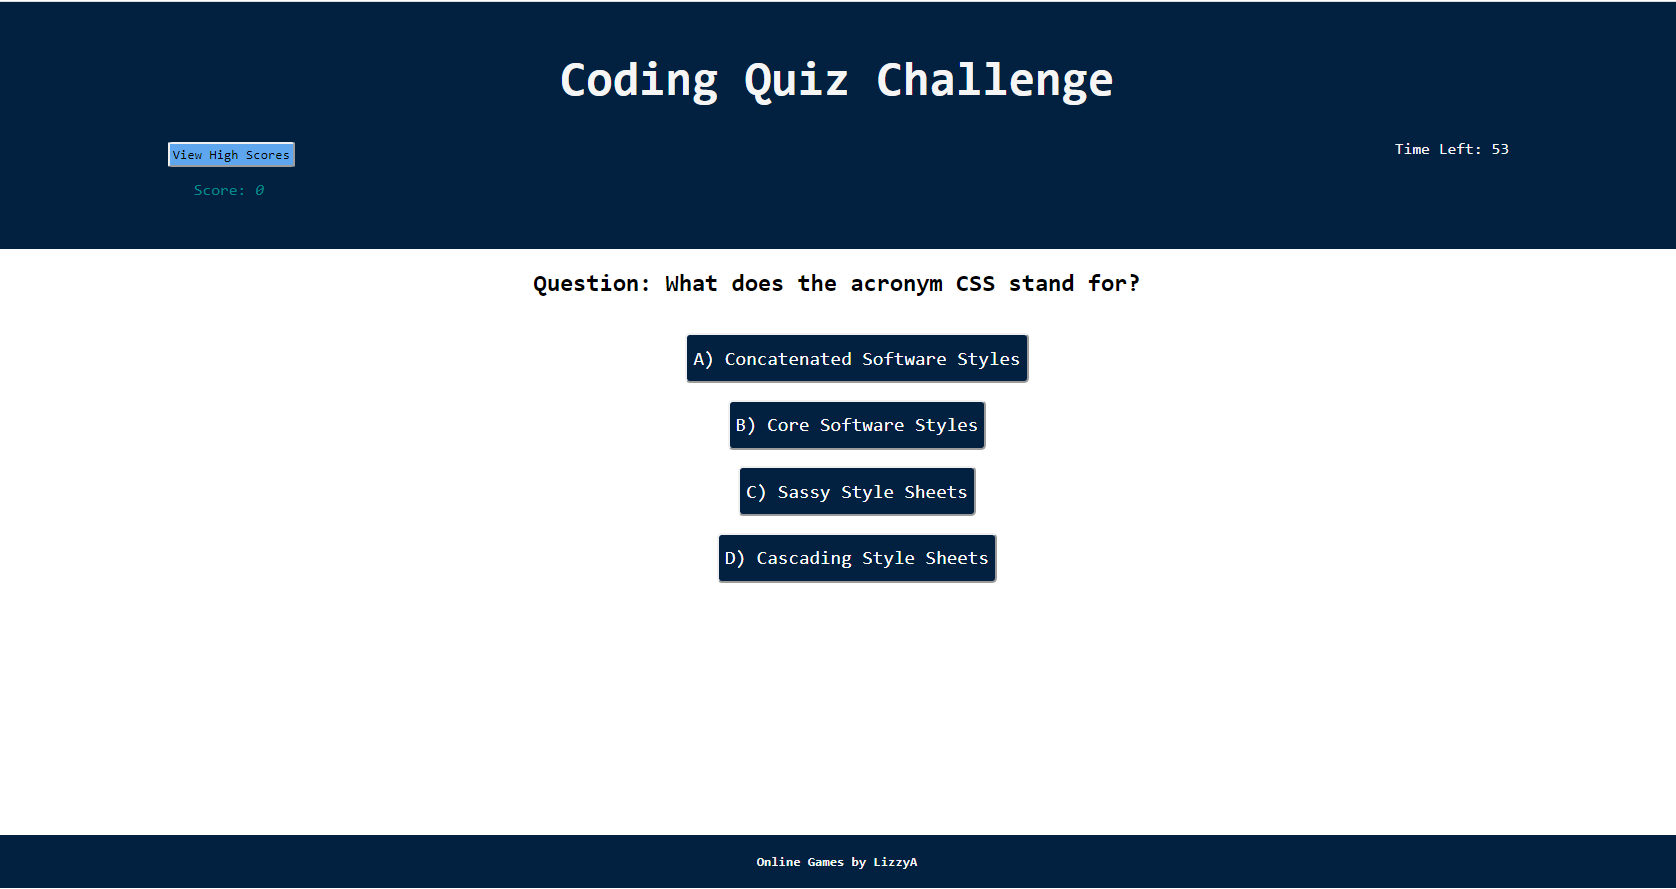 Coding Quiz Challenge
View High Scores
Time Left: 53
Score: 0
Question: What does the acronym CSS stand for?
A) Concatenated Software Styles
B) Core Software Styles
C) Sassy Style Sheets
D) Cascading Style Sheets
Online Games by LizzyA